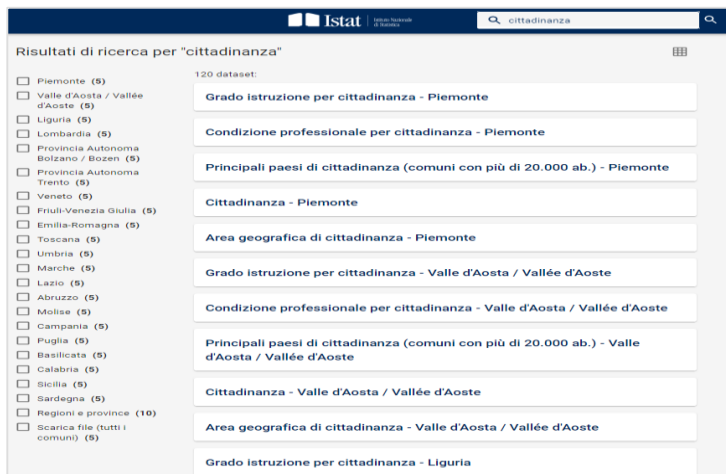 Istat
Istituto Nazionale
di Statistica
cittadinanza
Risultati di ricerca per "cittadinanza"
Piemonte (5)
Valle d'Aosta / Vallée
d'Aoste (5)
Liguria (5)
Lombardia (5)
Provincia Autonoma
Bolzano / Bozen (5)
Provincia Autonoma
Trento (5)
Veneto (5)
Friuli-Venezia Giulia (5)
Emilia-Romagna (5)
Toscana (5)
Umbria (5)
Marche (5)
Lazio (5)
Abruzzo (5)
Molise (5)
Campania (5)
Puglia (5)
Basilicata (5)
Calabria (5)
Sicilia (5)
Sardegna (5)
Regioni e province (10)
Scarica file (tutti i
comuni) (5)
120 dataset:
Grado istruzione per cittadinanza - Piemonte
Condizione professionale per cittadinanza - Piemonte
Principali paesi di cittadinanza (comuni con più di 20.000 ab.) - Piemonte
Cittadinanza - Piemonte
Area geografica di cittadinanza - Piemonte
Grado istruzione per cittadinanza - Valle d'Aosta / Vallée d'Aoste
Condizione professionale per cittadinanza - Valle d'Aosta / Vallée d'Aoste
Principali paesi di cittadinanza (comuni con più di 20.000 ab.) - Valle
d'Aosta / Vallée d'Aoste
Cittadinanza - Valle d'Aosta / Vallée d'Aoste
Area geografica di cittadinanza - Valle d'Aosta / Vallée d'Aoste
Grado istruzione per cittadinanza - Liguria